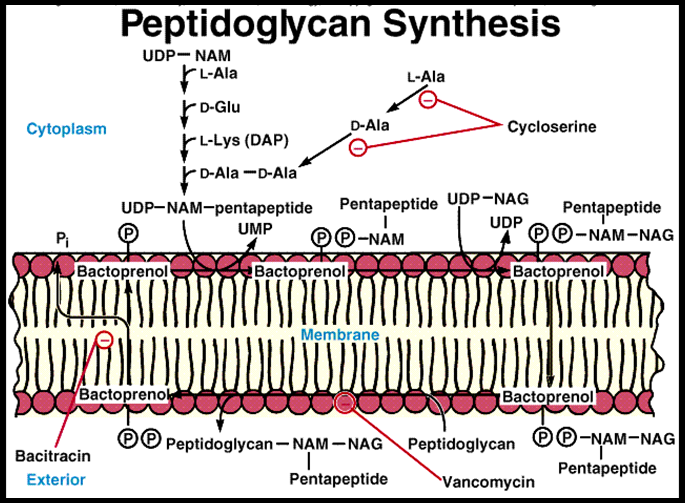 Peptidoglycan Synthesis
UDP — NAM
L-Ala
L-Ala
D-Glu
Cytoplasm
D-Ala
Cycloserine
L-Lys (DAP)
D-Ala — D-Ala
UDP—NAM—pentapeptide
Pentapeptide
UDP—NAG
Pentapeptide
Pi
P
UMP
P P —NAM
UDP
P P —NAM—NAG
Bactoprenol
Bactoprenol
Bactoprenol
Membrane
Bactoprenol
Bactoprenol
P P
Peptidoglycan — NAM — NAG
Peptidoglycan
P P —NAM—NAG
Bacitracin
Pentapeptide
Pentapeptide
Exterior
Vancomycin